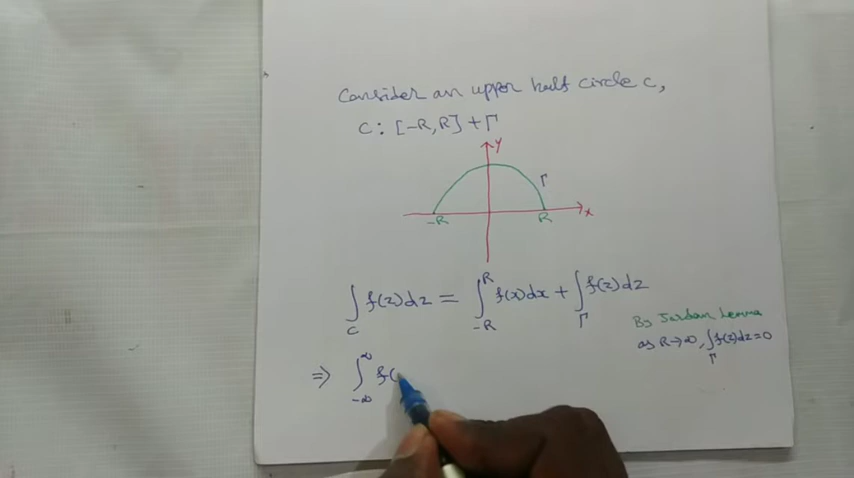 Consider an upper half circle C,
C: [-R, R] + Γ
y
Γ
-R R x
∫_C f(z)dz = ∫_{-R}^{R} f(x)dx + ∫_Γ f(z)dz
By Jordan Lemma
as R→∞, ∫_Γ f(z)dz=0
⇒ ∫_{-∞}^{∞} f(